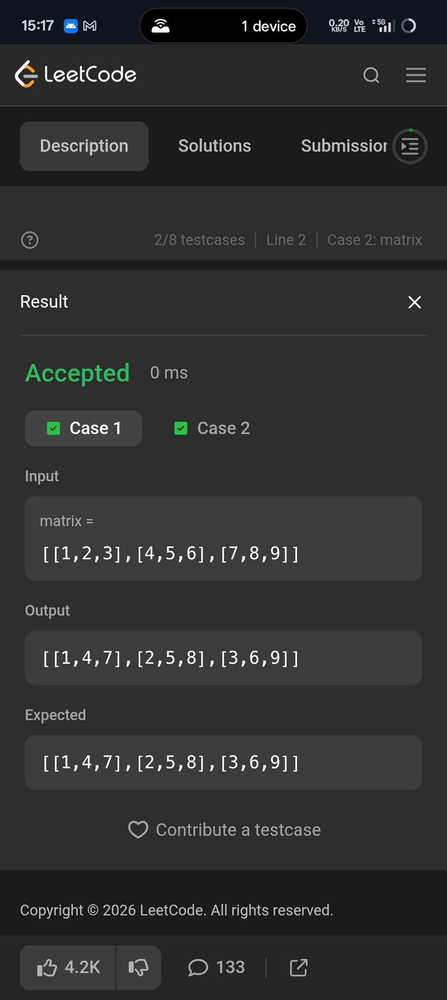 15:17
1 device
0.20 KB/S
Vo LTE
5G
LeetCode
Description Solutions Submission
2/8 testcases | Line 2 | Case 2: matrix
Result
Accepted 0 ms
Case 1 Case 2
Input
matrix =
[[1,2,3],[4,5,6],[7,8,9]]
Output
[[1,4,7],[2,5,8],[3,6,9]]
Expected
[[1,4,7],[2,5,8],[3,6,9]]
Contribute a testcase
Copyright © 2026 LeetCode. All rights reserved.
4.2K 133